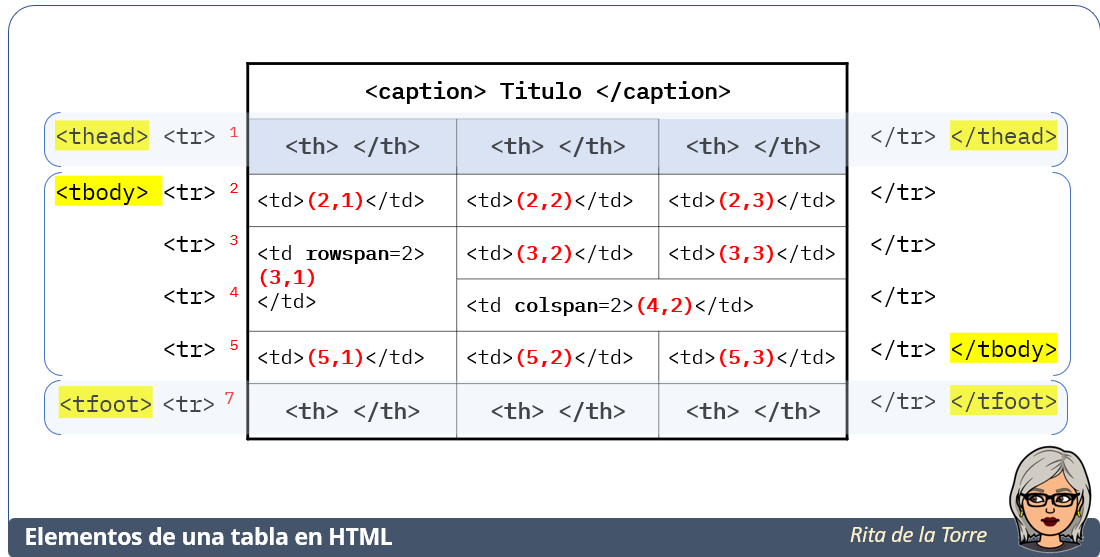 <caption> Titulo </caption>
<thead> <tr> 1 <th> </th> <th> </th> <th> </th> </tr> </thead>
<tbody> <tr> 2 <td>(2,1)</td> <td>(2,2)</td> <td>(2,3)</td> </tr>
<tr> 3 <td rowspan=2> <td>(3,2)</td> <td>(3,3)</td> </tr>
(3,1)
<tr> 4 </td> <td colspan=2>(4,2)</td> </tr>
<tr> 5 <td>(5,1)</td> <td>(5,2)</td> <td>(5,3)</td> </tr> </tbody>
<tfoot> <tr> 7 <th> </th> <th> </th> <th> </th> </tr> </tfoot>
Elementos de una tabla en HTML
Rita de la Torre